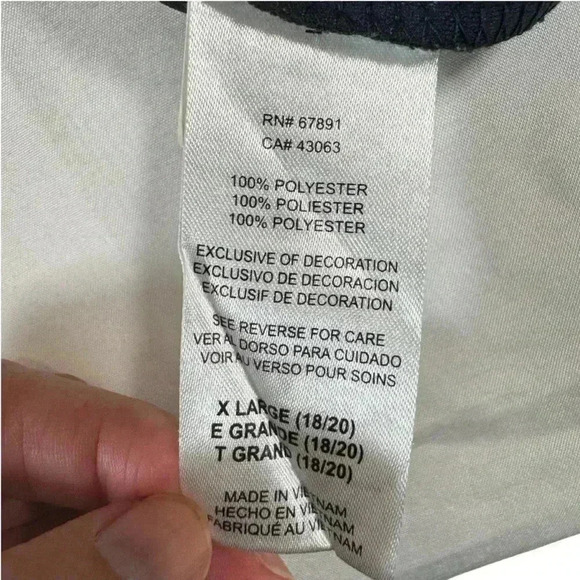 RN# 67891
CA# 43063
100% POLYESTER
100% POLIESTER
100% POLYESTER
EXCLUSIVE OF DECORATION
EXCLUSIVO DE DECORACION
EXCLUSIF DE DECORATION
SEE REVERSE FOR CARE
VER AL DORSO PARA CUIDADO
VOIR AU VERSO POUR SOINS
X LARGE (18/20)
E GRANDE (18/20)
T GRAND (18/20)
MADE IN VIETNAM
HECHO EN VIETNAM
FABRIQUÉ AU VIETNAM